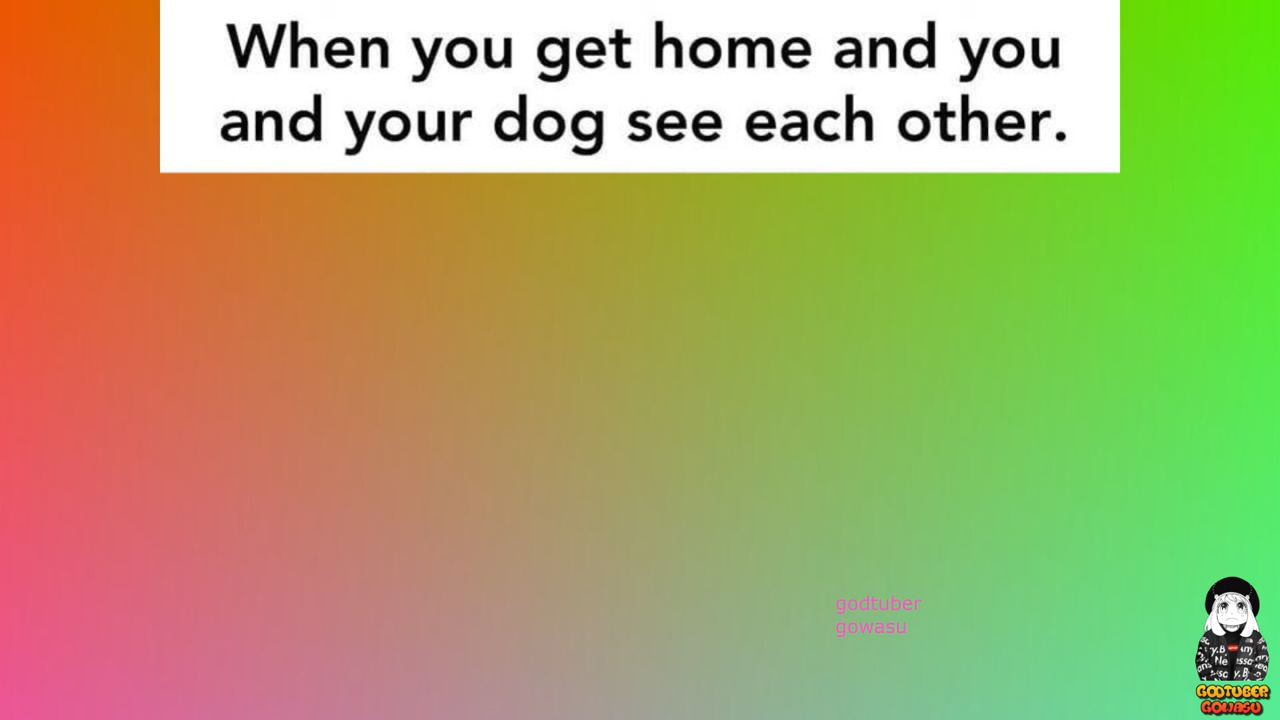 When you get home and you
and your dog see each other.
godtuber
gowasu
GODTUBER
GOWASU